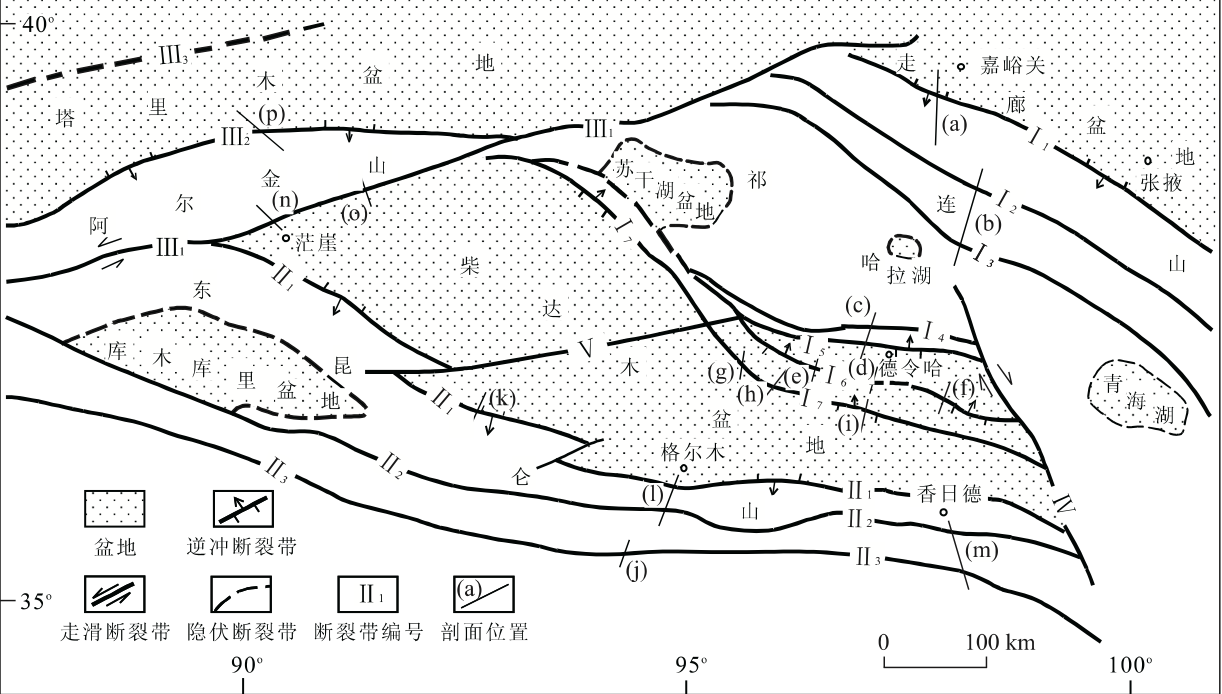 40°
III3
塔里木盆地
(p)
III2
III1
走廊盆地
嘉峪关
(a)
I1
张掖
阿尔金山
(n)
(o)
茫崖
III1
II1
苏干湖盆地
I7
祁连山
I2
(b)
I3
哈拉湖
东昆仑山
库木库里盆地
柴达木盆地
V
(c)
I4
I5
(d)
德令哈
(e)
I6
(f)
(g)
(h)
I7
(i)
青海湖
II1
(k)
II2
II3
格尔木
(l)
II1
香日德
II2
IV
(j)
II3
(m)
盆地
逆冲断裂带
II1
(a)
走滑断裂带
隐伏断裂带
断裂带编号
剖面位置
35°
0
100 km
90°
95°
100°